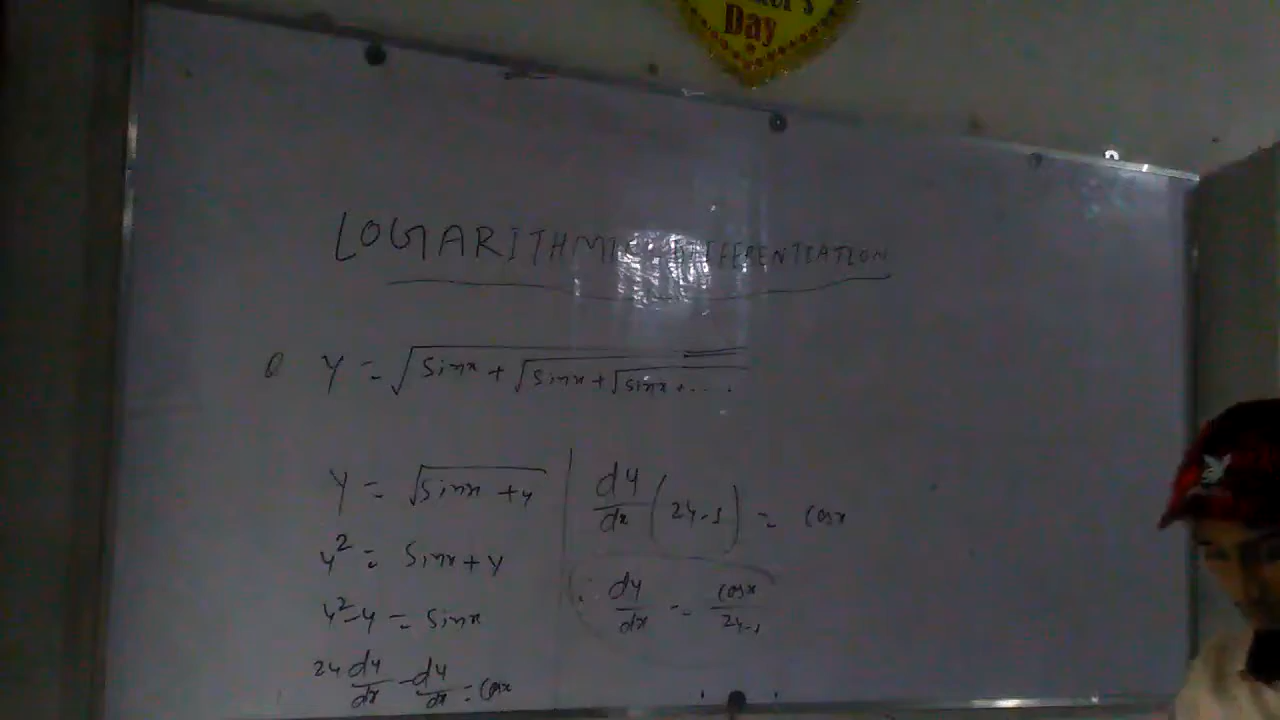 Day
LOGARITHMIC DIFFERENTIATION
Q y = √(sinx + √(sinx + √(sinx + ....
y = √(sinx + y)
y² = sinx + y
y² - y = sinx
2y dy/dx - dy/dx = cosx
dy/dx (2y-1) = cosx
∴ dy/dx = cosx/2y-1